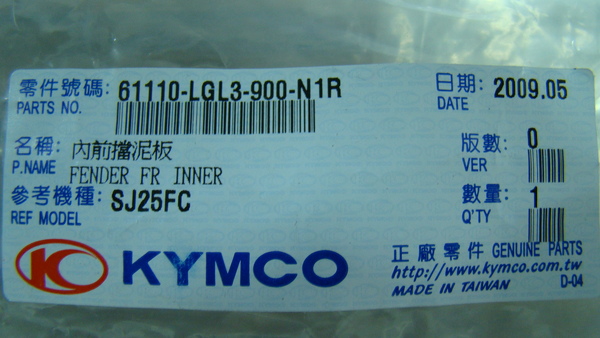 零件號碼: 61110-LGL3-900-N1R
PARTS NO.
日期: 2009.05
DATE
名稱: 內前擋泥板
P.NAME FENDER FR INNER
版數: 0
VER
參考機種: SJ25FC
REF MODEL
數量: 1
Q'TY
KYMCO
正廠零件 GENUINE PARTS
http://www.kymco.com.tw
MADE IN TAIWAN D-04